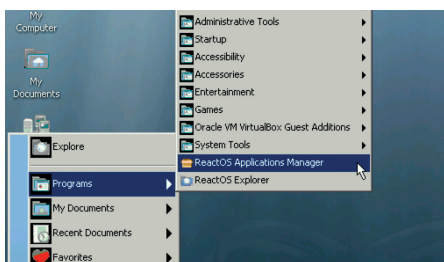 My
Computer
My
Documents
Explore
Programs
My Documents
Recent Documents
Favorites
Administrative Tools
Startup
Accessibility
Accessories
Entertainment
Games
Oracle VM VirtualBox Guest Additions
System Tools
ReactOS Applications Manager
ReactOS Explorer